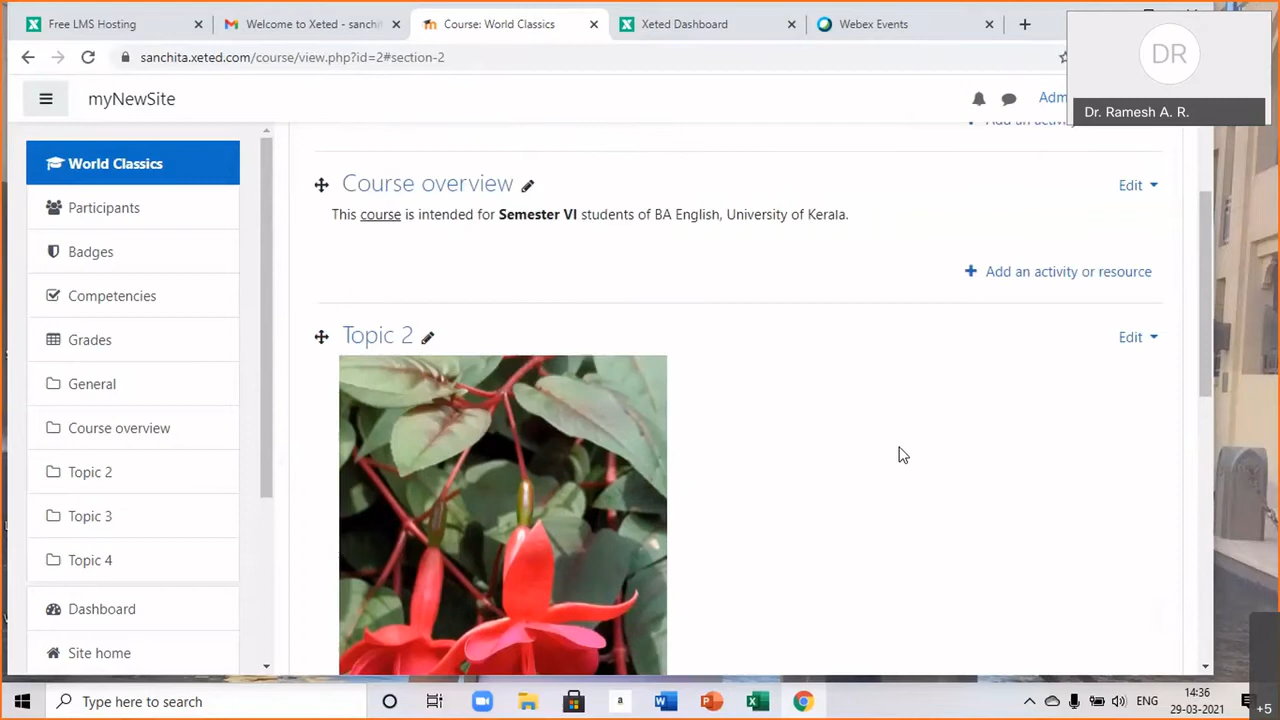 Free LMS Hosting
Welcome to Xeted - sanchit
Course: World Classics
Xeted Dashboard
Webex Events
sanchita.xeted.com/course/view.php?id=2#section-2
DR
Dr. Ramesh A. R.
myNewSite
Adm
World Classics
Participants
Badges
Competencies
Grades
General
Course overview
Topic 2
Topic 3
Topic 4
Dashboard
Site home
Course overview
Edit
This course is intended for Semester VI students of BA English, University of Kerala.
Add an activity or resource
Topic 2
Edit
Type here to search
ENG
14:36
29-03-2021
+5